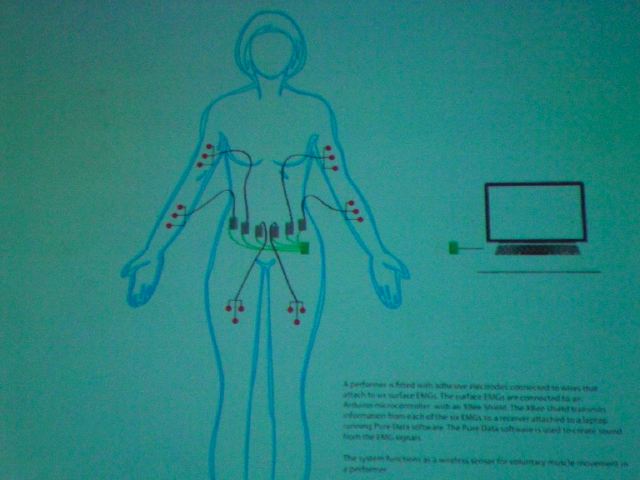 A performer is fitted with adhesive electrodes connected to wires that
attach to six surface EMGs. The surface EMGs are connected to an
Arduino microcontroller with an XBee Shield. The XBee Shield transmits
information from each of the six EMGs to a receiver attached to a laptop
running Pure Data software. The Pure Data software is used to create sound
from the EMG signals.
The system functions as a wireless sensor for voluntary muscle movement in
a performer.